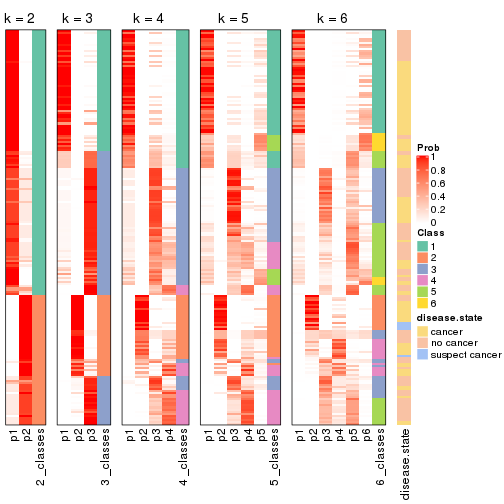 k = 2
k = 3
k = 4
k = 5
k = 6
Prob
1
0.8
0.6
0.4
0.2
0
Class
1
2
3
4
5
6
disease.state
cancer
no cancer
suspect cancer
p1
p2
2_classes
p1
p2
p3
3_classes
p1
p2
p3
p4
4_classes
p1
p2
p3
p4
p5
5_classes
p1
p2
p3
p4
p5
p6
6_classes
disease.state